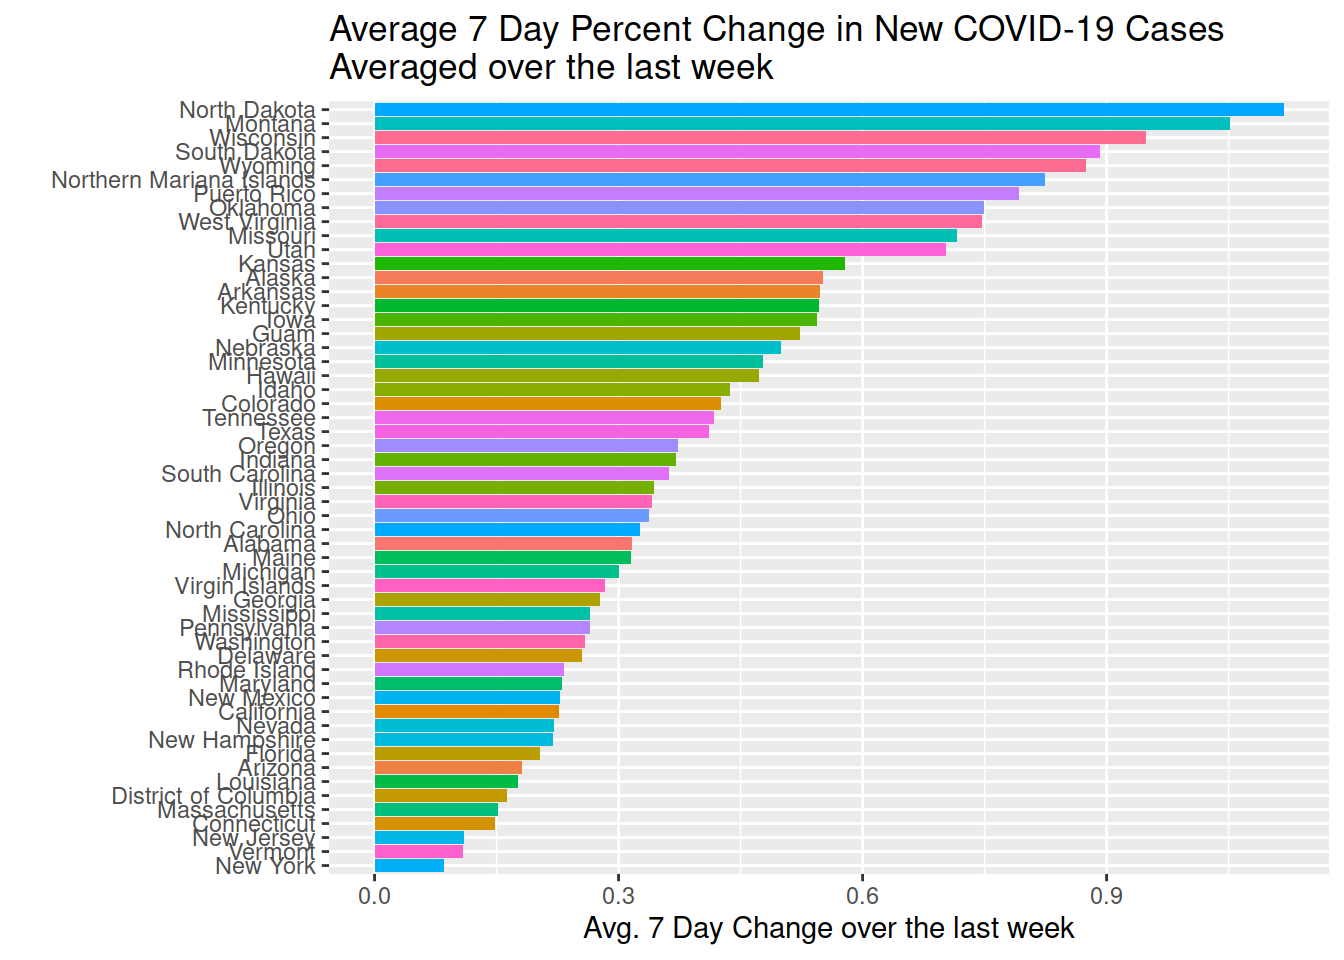 Average 7 Day Percent Change in New COVID-19 Cases
Averaged over the last week
North Dakota
Montana
Wisconsin
South Dakota
Wyoming
Northern Mariana Islands
Puerto Rico
Oklahoma
West Virginia
Missouri
Utah
Kansas
Alaska
Arkansas
Kentucky
Iowa
Guam
Nebraska
Minnesota
Hawaii
Idaho
Colorado
Tennessee
Texas
Oregon
Indiana
South Carolina
Illinois
Virginia
Ohio
North Carolina
Alabama
Maine
Michigan
Virgin Islands
Georgia
Mississippi
Pennsylvania
Washington
Delaware
Rhode Island
Maryland
New Mexico
California
Nevada
New Hampshire
Florida
Arizona
Louisiana
District of Columbia
Massachusetts
Connecticut
New Jersey
Vermont
New York
0.0 0.3 0.6 0.9
Avg. 7 Day Change over the last week